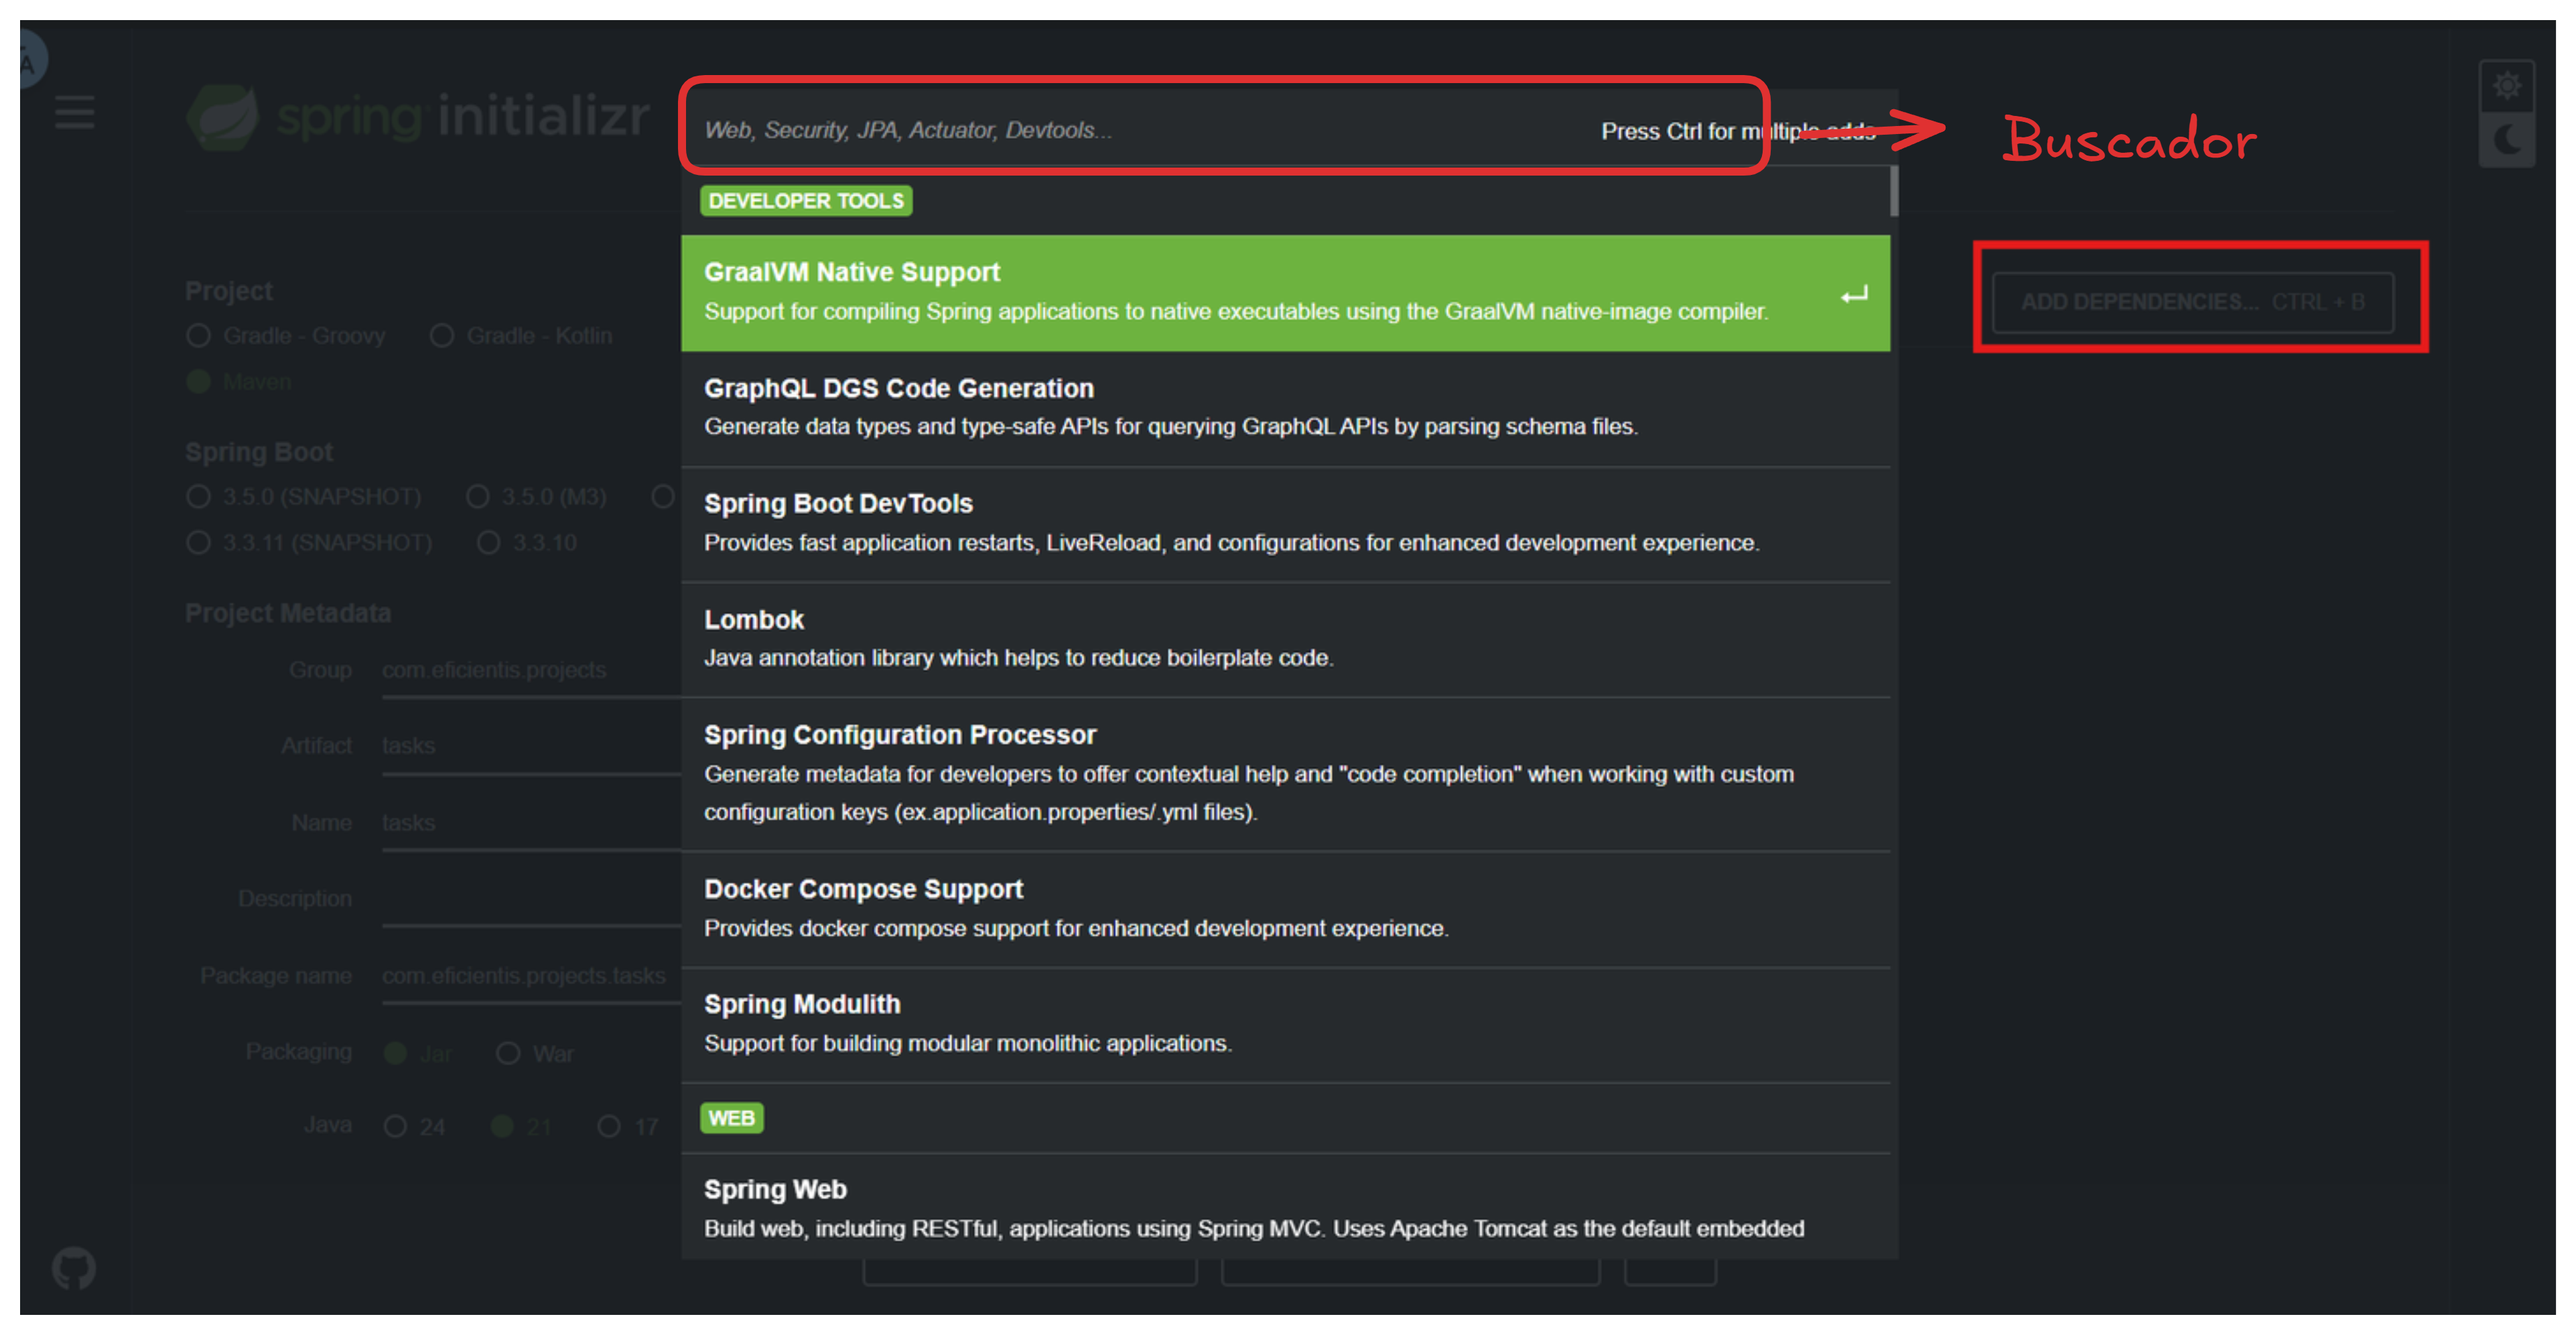 A
spring initializr
Web, Security, JPA, Actuator, Devtools...
Press Ctrl for multiple adds
Buscador
DEVELOPER TOOLS
GraalVM Native Support
Support for compiling Spring applications to native executables using the GraalVM native-image compiler.
ADD DEPENDENCIES... CTRL + B
GraphQL DGS Code Generation
Generate data types and type-safe APIs for querying GraphQL APIs by parsing schema files.
Spring Boot DevTools
Provides fast application restarts, LiveReload, and configurations for enhanced development experience.
Lombok
Java annotation library which helps to reduce boilerplate code.
Spring Configuration Processor
Generate metadata for developers to offer contextual help and "code completion" when working with custom
configuration keys (ex.application.properties/.yml files).
Docker Compose Support
Provides docker compose support for enhanced development experience.
Spring Modulith
Support for building modular monolithic applications.
WEB
Spring Web
Build web, including RESTful, applications using Spring MVC. Uses Apache Tomcat as the default embedded
Project
Gradle - Groovy Gradle - Kotlin
Maven
Spring Boot
3.5.0 (SNAPSHOT) 3.5.0 (M3)
3.3.11 (SNAPSHOT) 3.3.10
Project Metadata
Group com.eficientis.projects
Artifact tasks
Name tasks
Description
Package name com.eficientis.projects.tasks
Packaging Jar War
Java 24 21 17